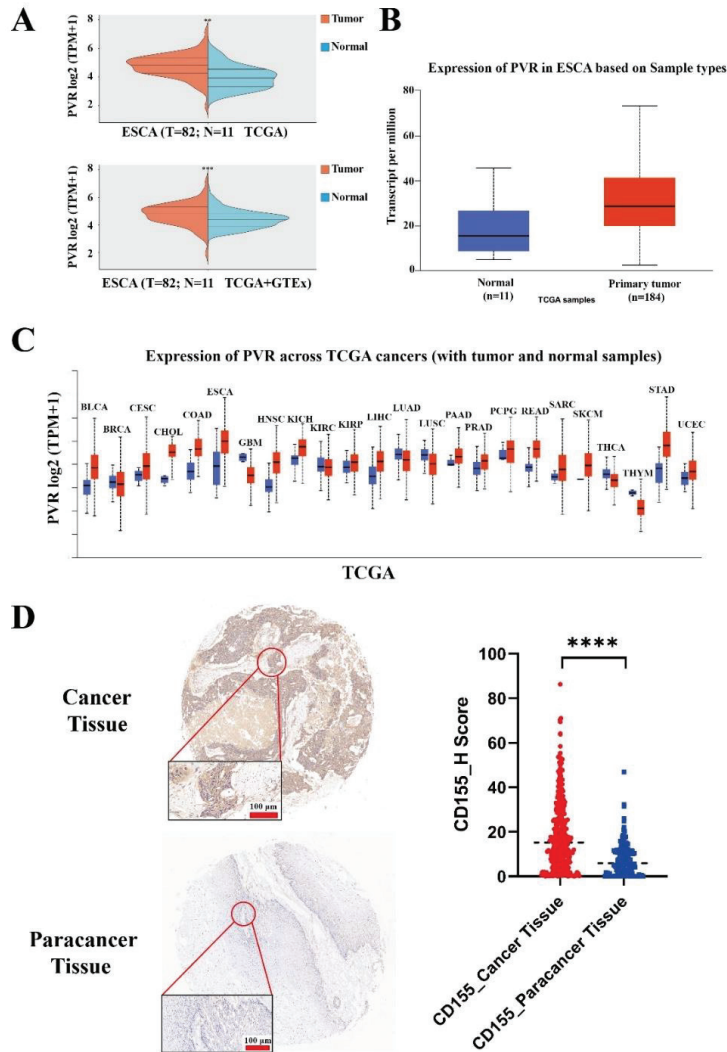 A
8
6
4
2
PVR log2 (TPM+1)
**
Tumor
Normal
ESCA (T=82; N=11 TCGA)
8
6
4
2
PVR log2 (TPM+1)
***
Tumor
Normal
ESCA (T=82; N=11 TCGA+GTEx)
B
Expression of PVR in ESCA based on Sample types
80
60
40
20
0
Transcript per million
Normal
(n=11)
TCGA samples
Primary tumor
(n=184)
C
Expression of PVR across TCGA cancers (with tumor and normal samples)
PVR log2 (TPM+1)
BLCA
BRCA
CESC
CHOL
COAD
ESCA
GBM
HNSC
KICH
KIRC
KIRP
LIHC
LUAD
LUSC
PAAD
PRAD
PCPG
READ
SARC
SKCM
THCA
THYM
STAD
UCEC
TCGA
D
Cancer
Tissue
100 μm
Paracancer
Tissue
100 μm
****
100
80
60
40
20
0
CD155_H Score
CD155_Cancer Tissue
CD155_Paracancer Tissue